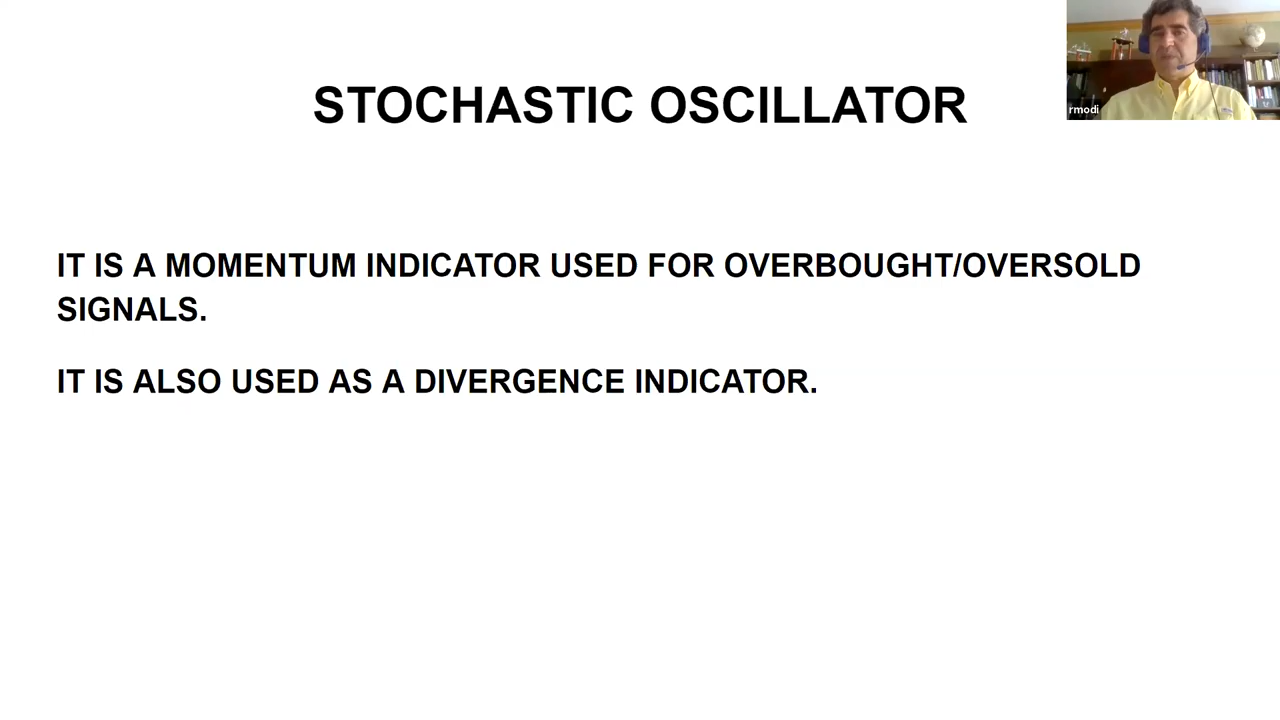 STOCHASTIC OSCILLATOR
rmodi
IT IS A MOMENTUM INDICATOR USED FOR OVERBOUGHT/OVERSOLD
SIGNALS.
IT IS ALSO USED AS A DIVERGENCE INDICATOR.